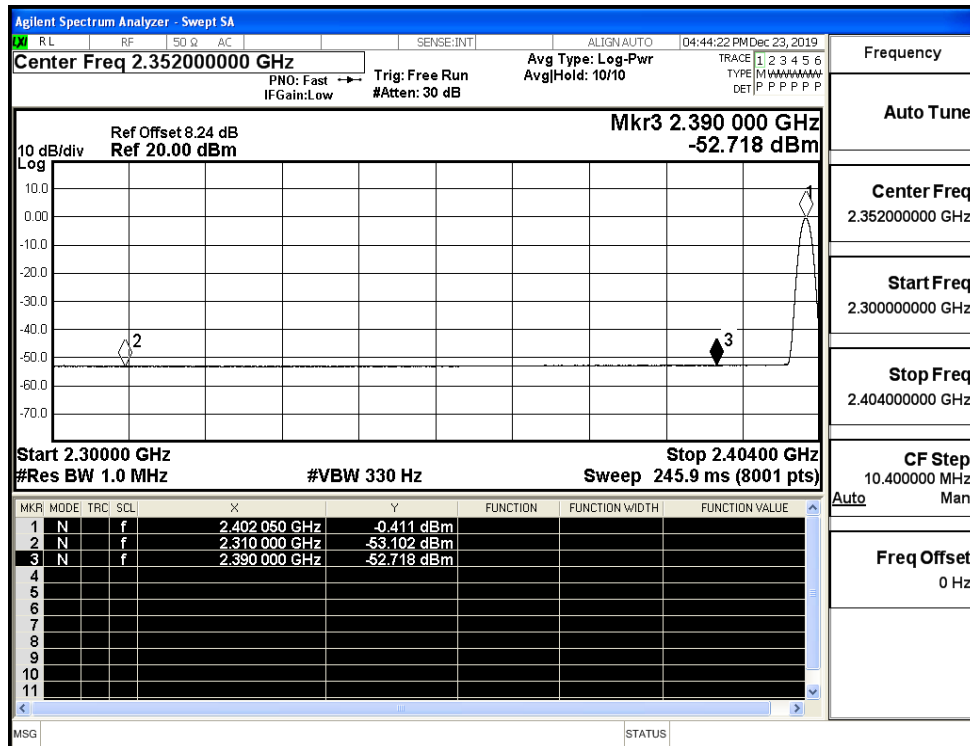 Agilent Spectrum Analyzer - Swept SA
LXI RL RF 50 Ω AC SENSE:INT ALIGN AUTO 04:44:22 PM Dec 23, 2019
Center Freq 2.352000000 GHz
PNO: Fast
IFGain:Low
Trig: Free Run
#Atten: 30 dB
Avg Type: Log-Pwr
Avg|Hold: 10/10
TRACE 1 2 3 4 5 6
TYPE M WWWWW
DET P P P P P P
Mkr3 2.390 000 GHz
-52.718 dBm
Ref Offset 8.24 dB
10 dB/div Ref 20.00 dBm
Log
10.0
0.00
-10.0
-20.0
-30.0
-40.0
-50.0
-60.0
-70.0
1
2
3
Start 2.30000 GHz Stop 2.40400 GHz
#Res BW 1.0 MHz #VBW 330 Hz Sweep 245.9 ms (8001 pts)
MKR MODE TRC SCL X Y FUNCTION FUNCTION WIDTH FUNCTION VALUE
1 N f 2.402 050 GHz -0.411 dBm
2 N f 2.310 000 GHz -53.102 dBm
3 N f 2.390 000 GHz -52.718 dBm
4
5
6
7
8
9
10
11
MSG STATUS
Frequency
Auto Tune
Center Freq
2.352000000 GHz
Start Freq
2.300000000 GHz
Stop Freq
2.404000000 GHz
CF Step
10.400000 MHz
Auto Man
Freq Offset
0 Hz